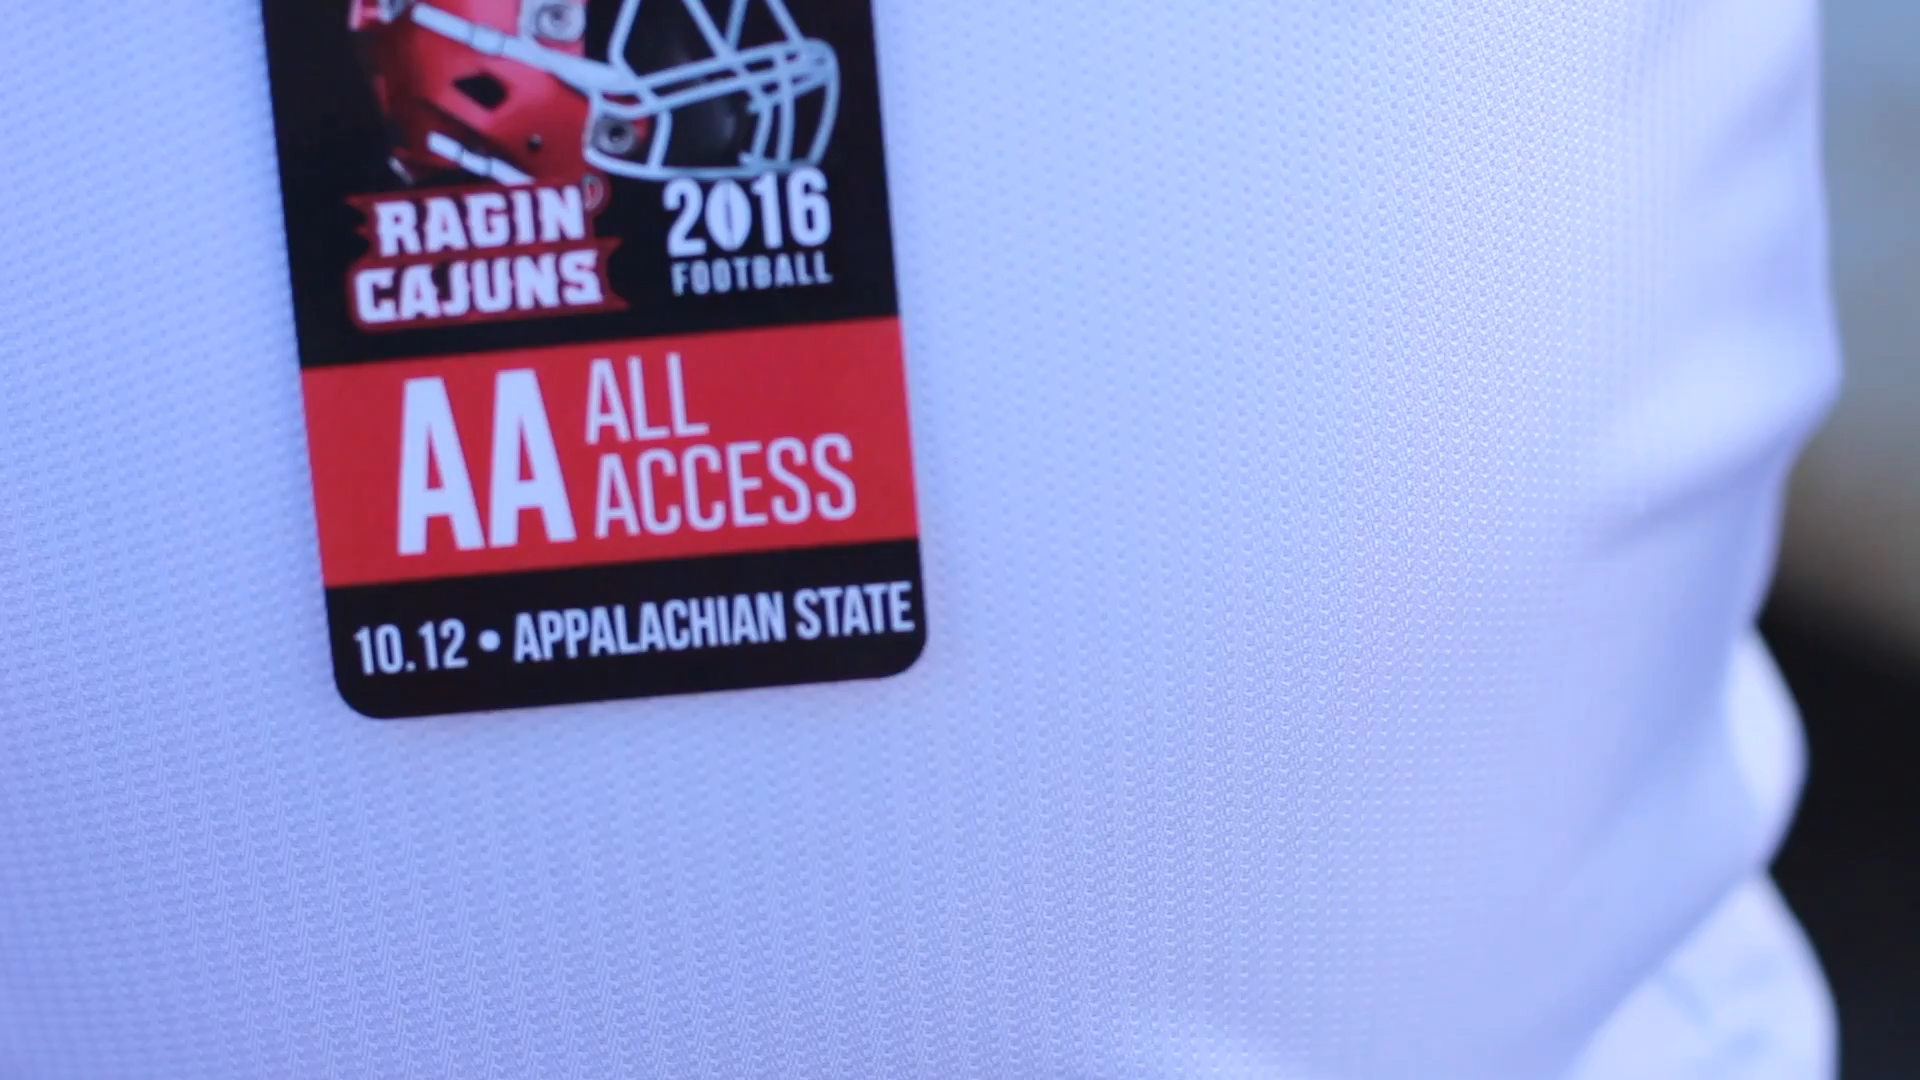 RAGIN'
CAJUNS
2016
FOOTBALL
AA
ALL
ACCESS
10.12 • APPALACHIAN STATE